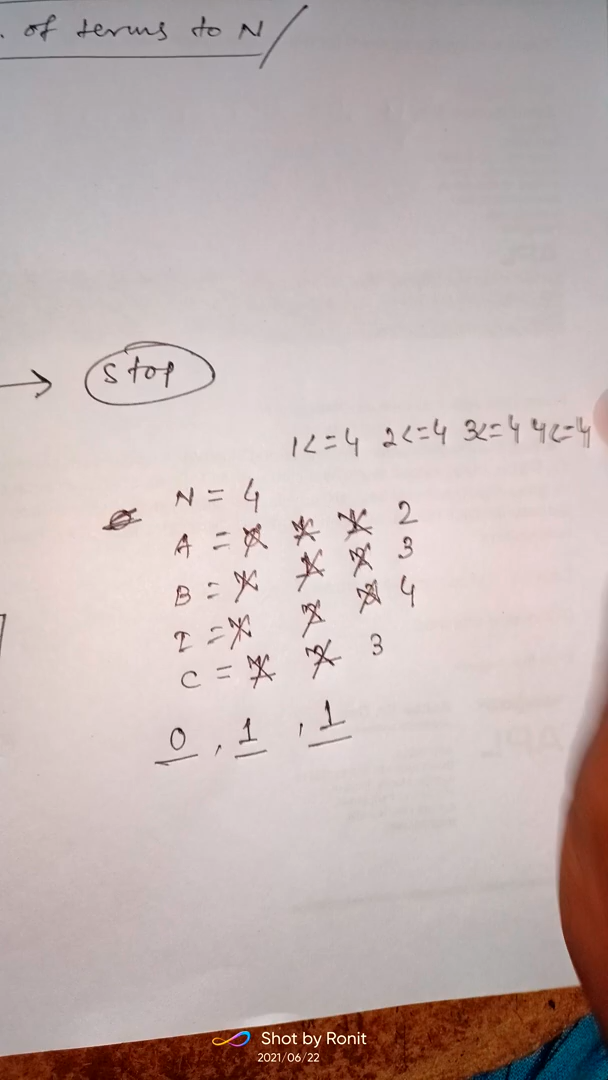 . of terms to N
Stop
1<=4 2<=4 3<=4 4<=4
N = 4
A = 2
B = 3
I = 4
C = 3
0 , 1 , 1
Shot by Ronit
2021/06/22